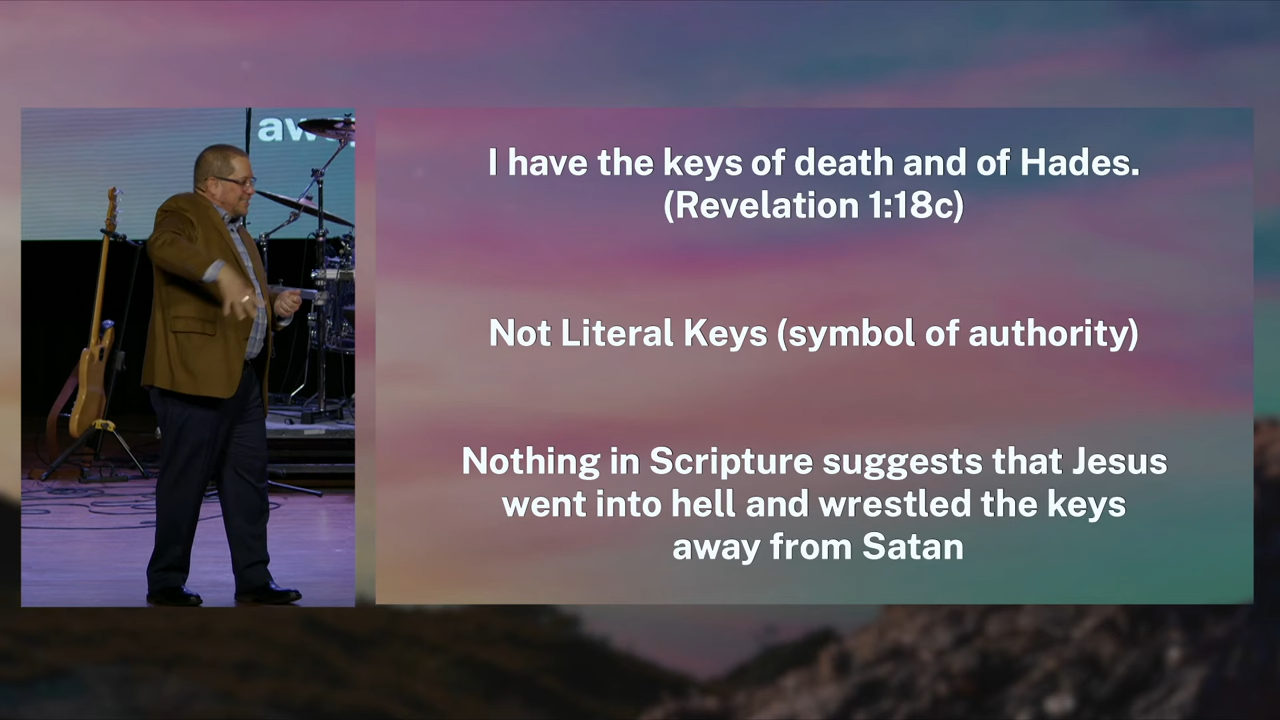 aw
I have the keys of death and of Hades.
(Revelation 1:18c)
Not Literal Keys (symbol of authority)
Nothing in Scripture suggests that Jesus
went into hell and wrestled the keys
away from Satan